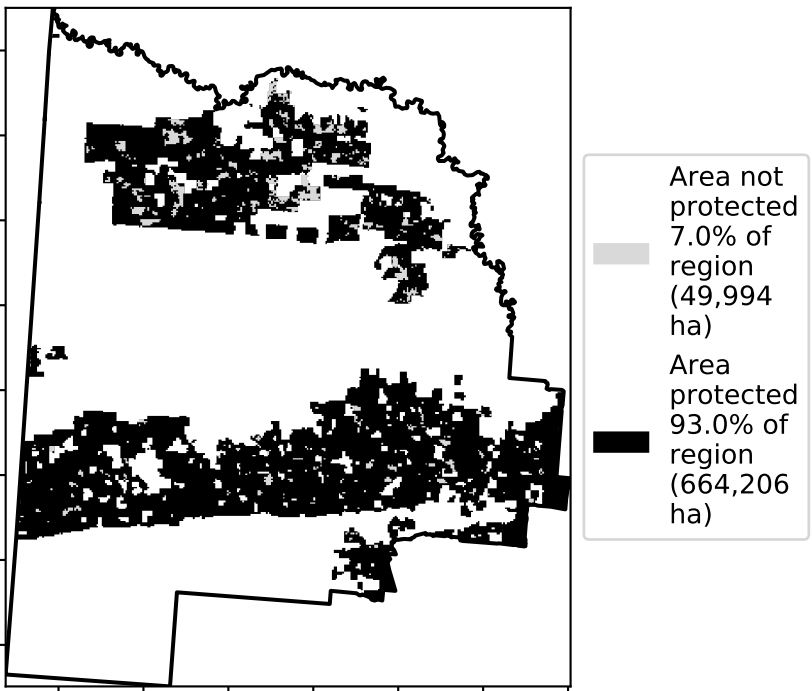 Area not
protected
7.0% of
region
(49,994
ha)
Area
protected
93.0% of
region
(664,206
ha)